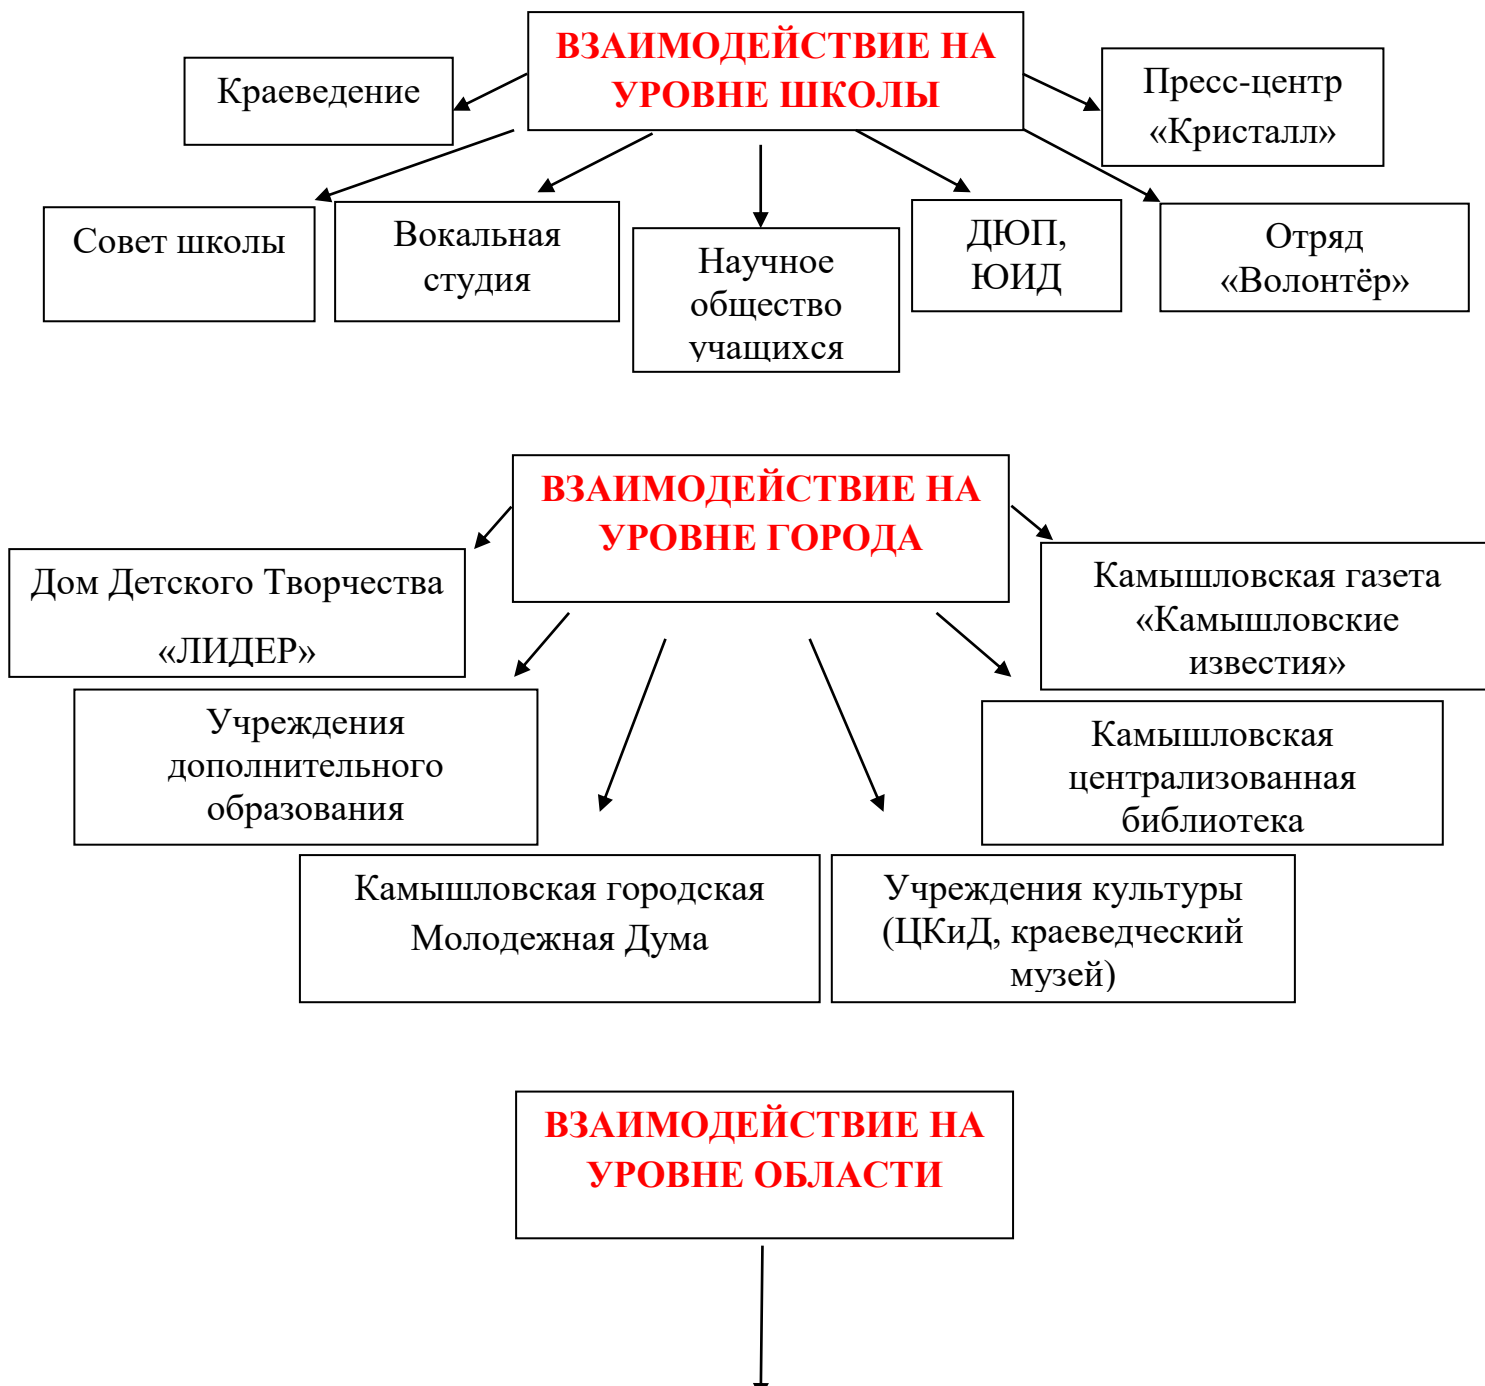 ВЗАИМОДЕЙСТВИЕ НА
УРОВНЕ ШКОЛЫ
Краеведение
Пресс-центр
«Кристалл»
Совет школы
Вокальная
студия
Научное
общество
учащихся
ДЮП,
ЮИД
Отряд
«Волонтёр»
ВЗАИМОДЕЙСТВИЕ НА
УРОВНЕ ГОРОДА
Дом Детского Творчества
«ЛИДЕР»
Камышловская газета
«Камышловские
известия»
Учреждения
дополнительного
образования
Камышловская
централизованная
библиотека
Камышловская городская
Молодежная Дума
Учреждения культуры
(ЦКиД, краеведческий
музей)
ВЗАИМОДЕЙСТВИЕ НА
УРОВНЕ ОБЛАСТИ